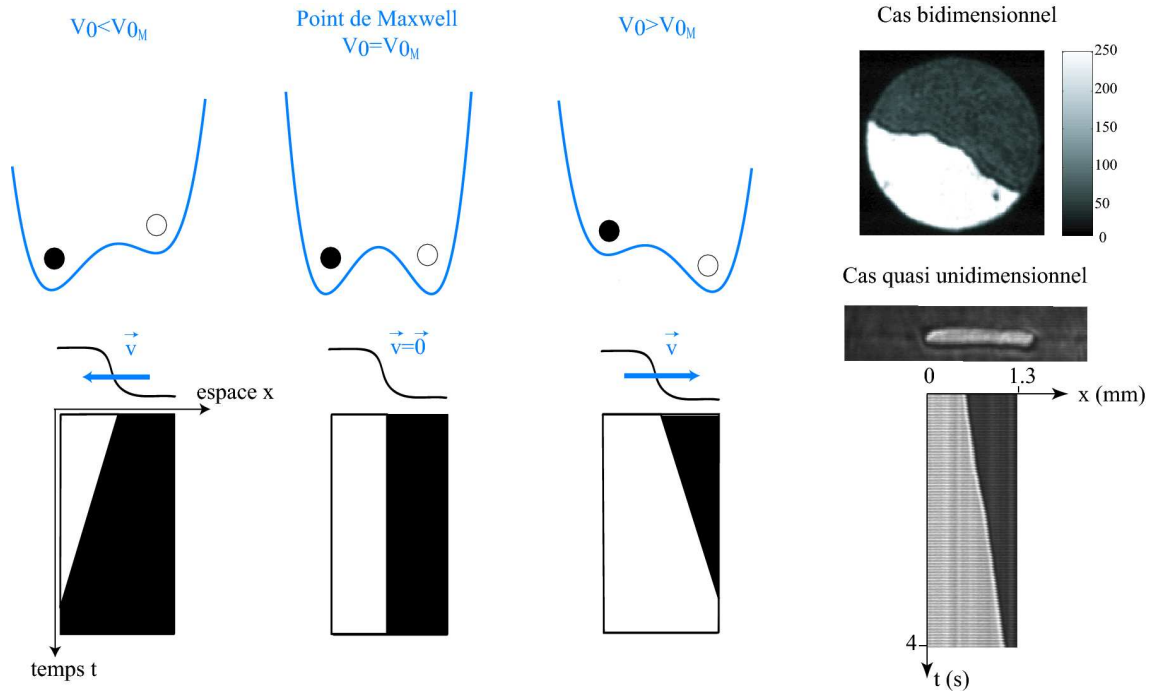 V0<V0M
Point de Maxwell
V0=V0M
V0>V0M
v
v=0
v
espace x
temps t
Cas bidimensionnel
250
200
150
100
50
0
Cas quasi unidimensionnel
0
1.3
x (mm)
4
t (s)